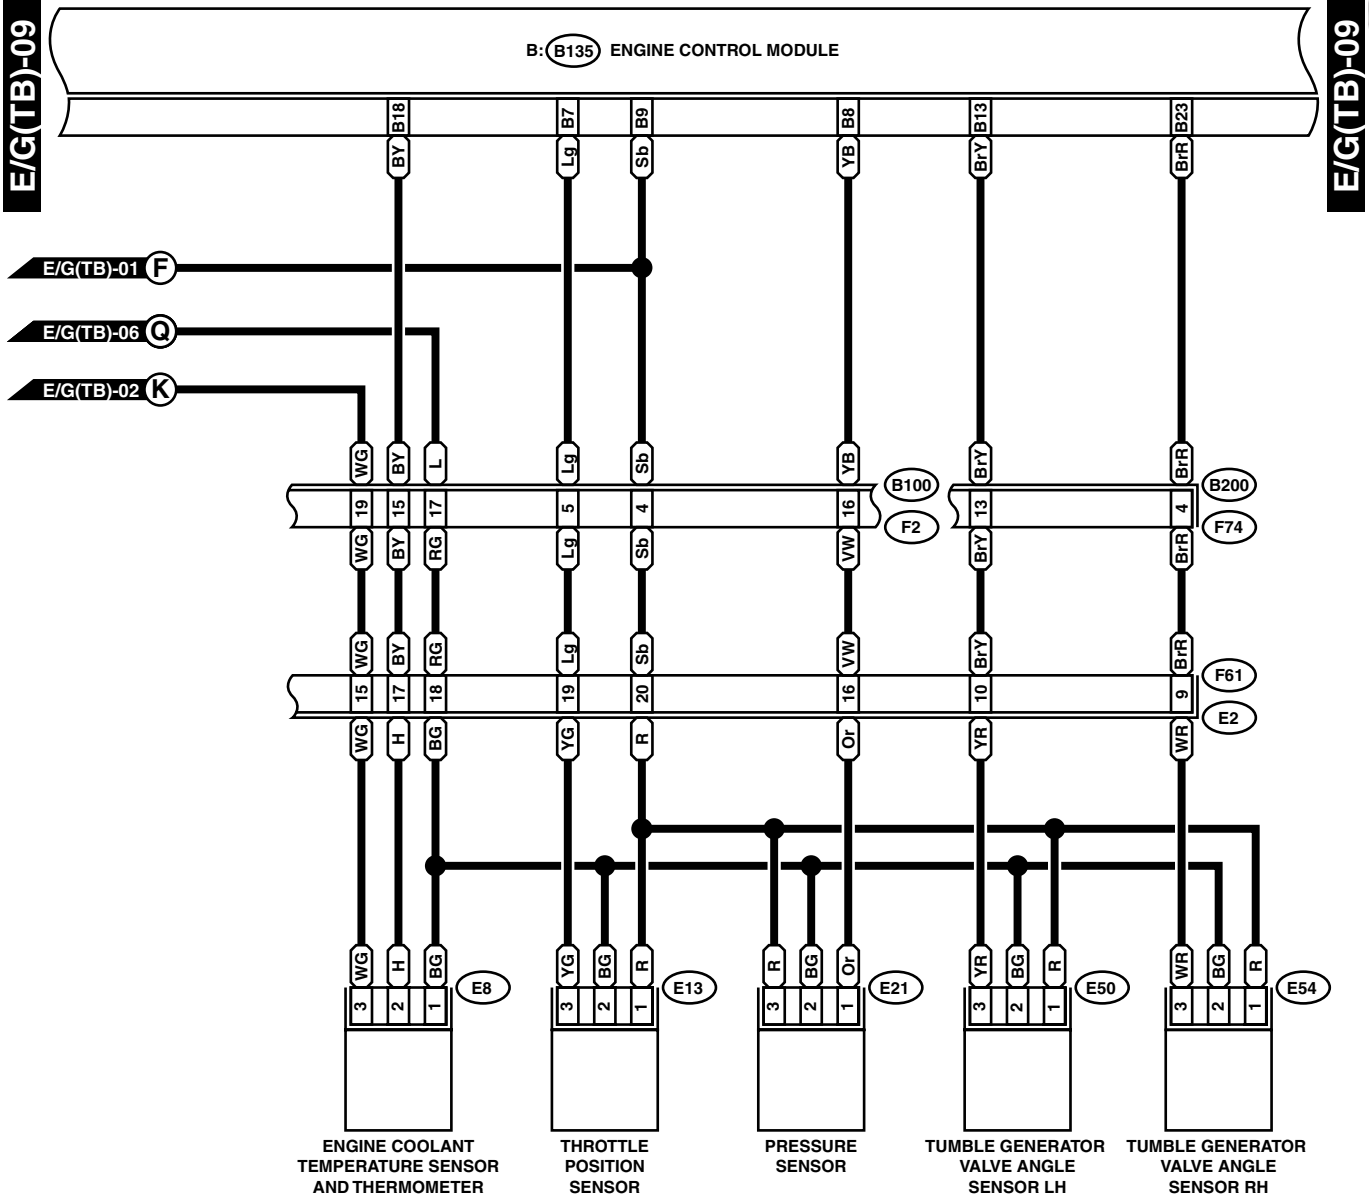 E/G(TB)-09
E/G(TB)-09
B: B135 ENGINE CONTROL MODULE
B18 B7 B9 B8 B13 B23
BY Lg Sb YB BrY BrR
E/G(TB)-01 F
E/G(TB)-06 Q
E/G(TB)-02 K
WG BY L Lg Sb YB BrY BrR
B100 B200
19 15 17 5 4 16 13 4
F2 F74
WG BY RG Lg Sb VW BrY BrR
WG BY RG Lg Sb VW BrY BrR
F61
15 17 18 19 20 16 10 9
E2
WG H BG YG R Or YR WR
WG H BG YG BG R R BG Or YR BG R WR BG R
E8 E13 E21 E50 E54
3 2 1 3 2 1 3 2 1 3 2 1 3 2 1
ENGINE COOLANT
TEMPERATURE SENSOR
AND THERMOMETER
THROTTLE
POSITION
SENSOR
PRESSURE
SENSOR
TUMBLE GENERATOR
VALVE ANGLE
SENSOR LH
TUMBLE GENERATOR
VALVE ANGLE
SENSOR RH